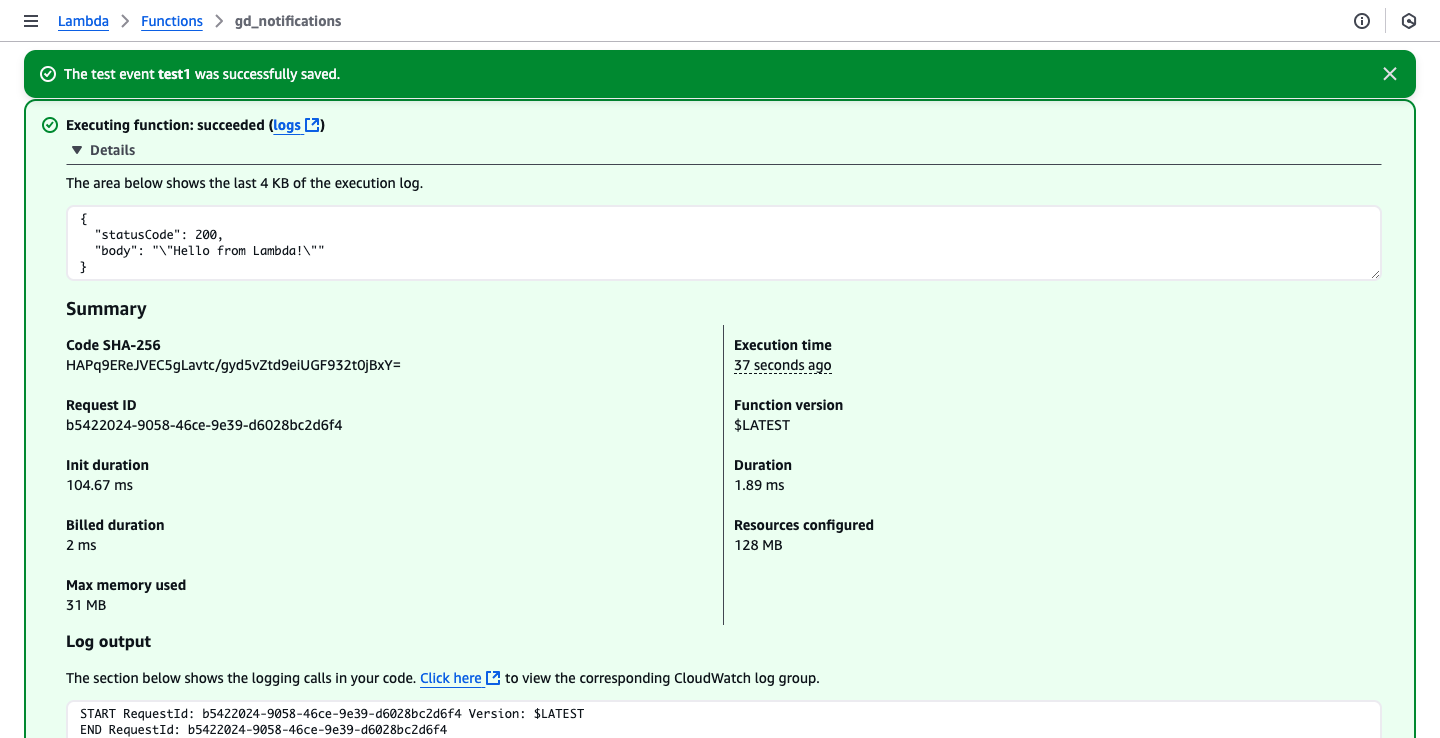 Lambda > Functions > gd_notifications
The test event test1 was successfully saved.
Executing function: succeeded (logs)
▼ Details
The area below shows the last 4 KB of the execution log.
{
  "statusCode": 200,
  "body": "\"Hello from Lambda!\""
}
Summary
Code SHA-256
HAPq9EReJVEC5gLavtc/gyd5vZtd9eiUGF932t0jBxY=
Request ID
b5422024-9058-46ce-9e39-d6028bc2d6f4
Init duration
104.67 ms
Billed duration
2 ms
Max memory used
31 MB
Execution time
37 seconds ago
Function version
$LATEST
Duration
1.89 ms
Resources configured
128 MB
Log output
The section below shows the logging calls in your code. Click here to view the corresponding CloudWatch log group.
START RequestId: b5422024-9058-46ce-9e39-d6028bc2d6f4 Version: $LATEST
END RequestId: b5422024-9058-46ce-9e39-d6028bc2d6f4